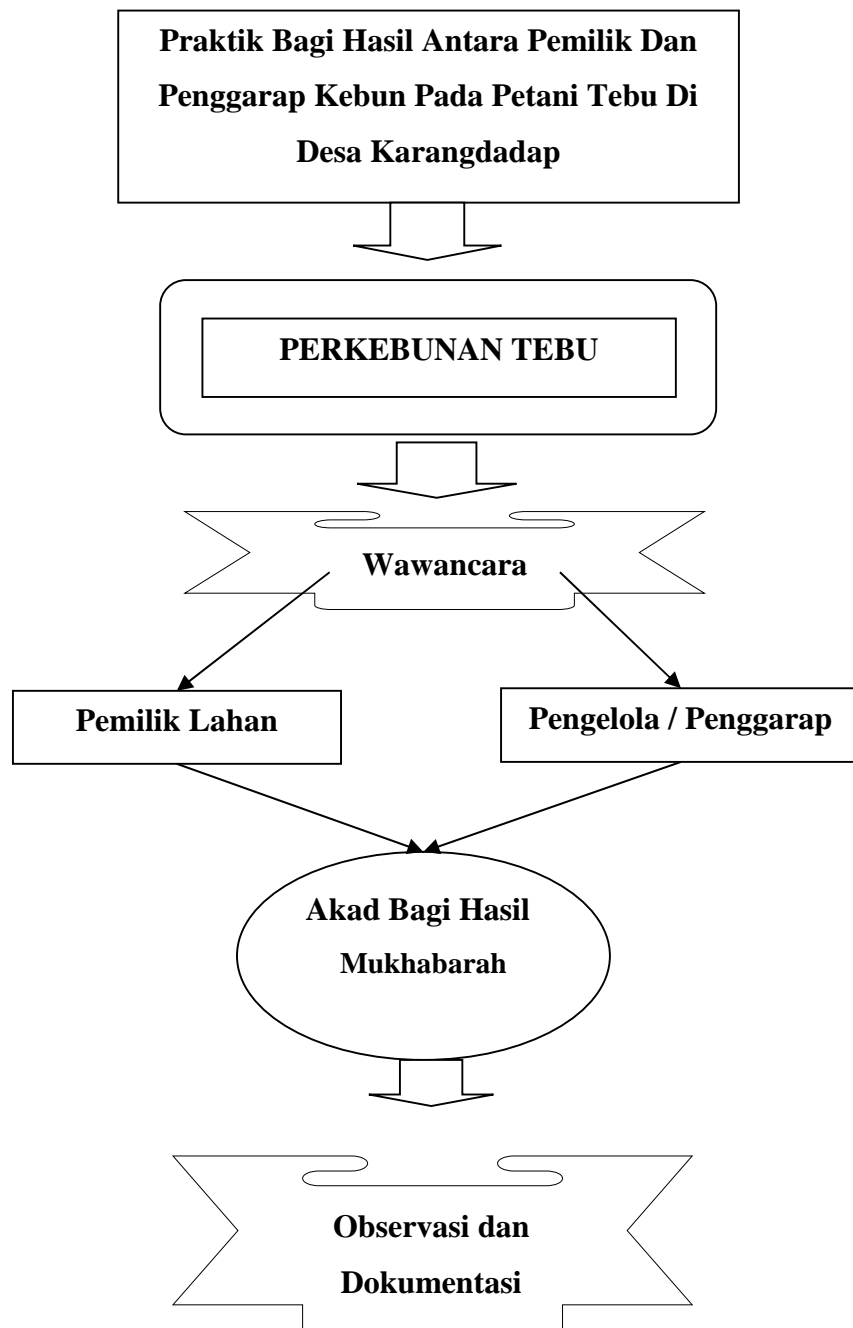 Praktik Bagi Hasil Antara Pemilik Dan
Penggarap Kebun Pada Petani Tebu Di
Desa Karangdadap
PERKEBUNAN TEBU
Wawancara
Pemilik Lahan
Pengelola / Penggarap
Akad Bagi Hasil
Mukhabarah
Observasi dan
Dokumentasi